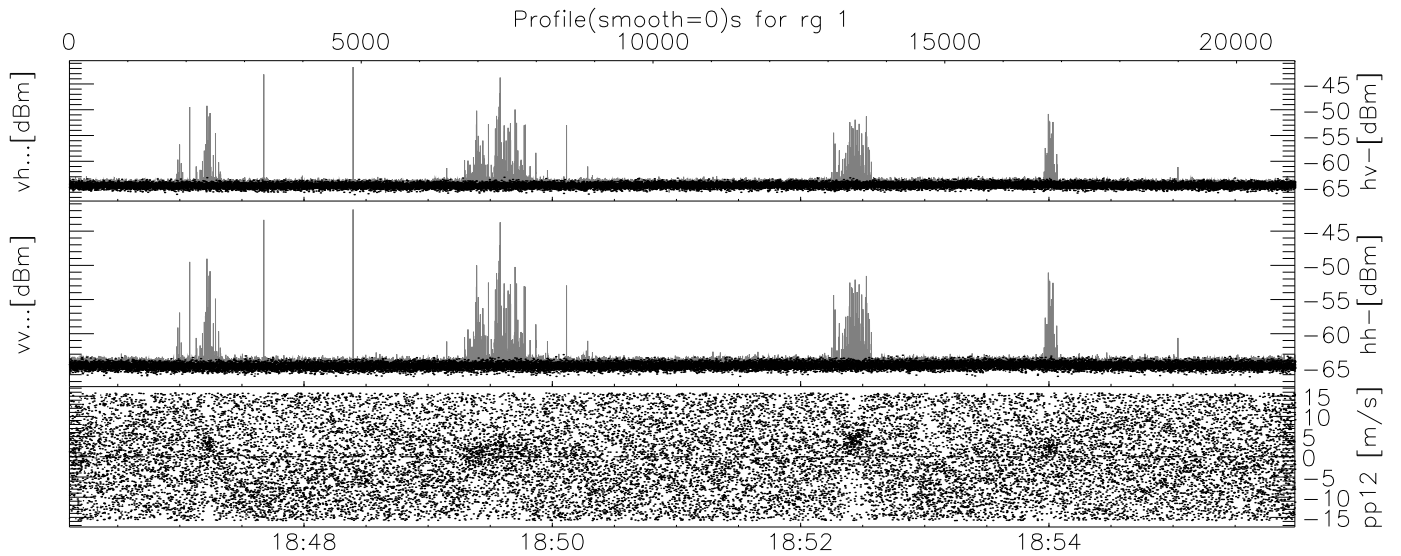 Profile(smooth=0)s for rg 1
0 5000 10000 15000 20000
vh...[dBm]
-45
-50
-55
-60
-65
hv-[dBm]
vv...[dBm]
-45
-50
-55
-60
-65
hh-[dBm]
15
10
5
0
-5
-10
-15
pp12 [m/s]
18:48 18:50 18:52 18:54